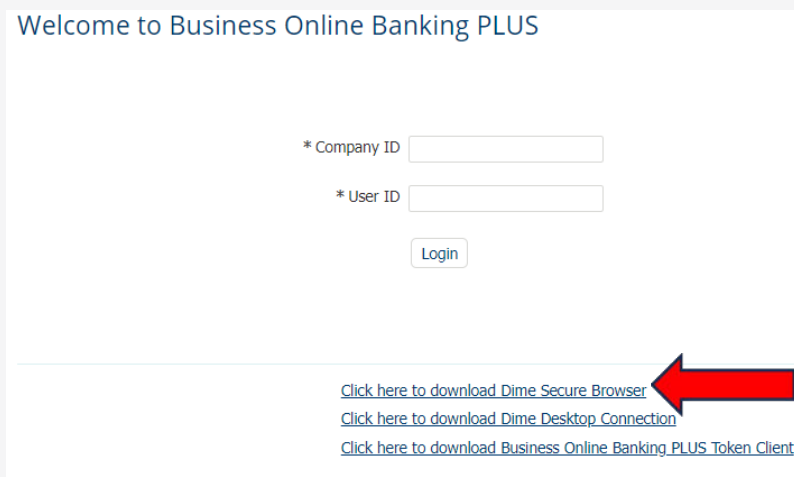 Welcome to Business Online Banking PLUS
* Company ID
* User ID
Login
Click here to download Dime Secure Browser
Click here to download Dime Desktop Connection
Click here to download Business Online Banking PLUS Token Client